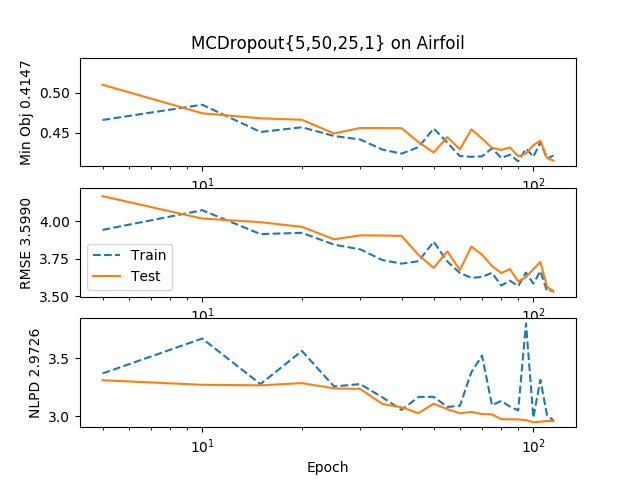 MCDropout{5,50,25,1} on Airfoil
Min Obj 0.4147
0.50
0.45
10¹
10²
RMSE 3.5990
4.00
3.75
3.50
Train
Test
10¹
10²
NLPD 2.9726
3.5
3.0
10¹
10²
Epoch